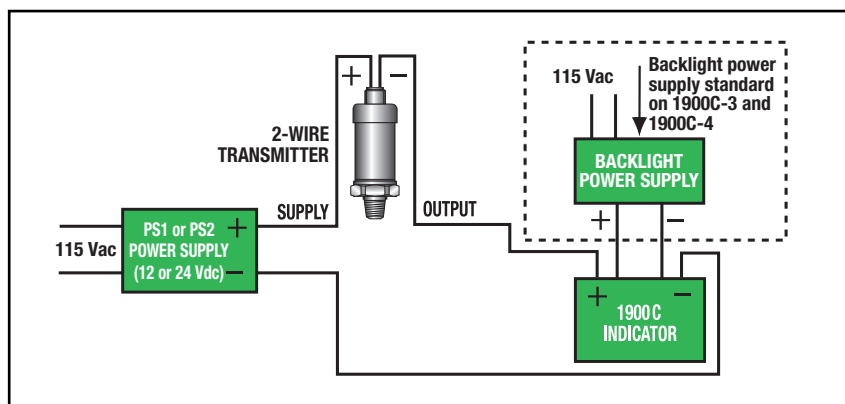 + −
2-WIRE
TRANSMITTER
SUPPLY
OUTPUT
115 Vac
PS1 or PS2 +
POWER SUPPLY
(12 or 24 Vdc) −
115 Vac
Backlight power
supply standard
on 1900C-3 and
1900C-4
BACKLIGHT
POWER SUPPLY
+ −
+ −
1900 C
INDICATOR